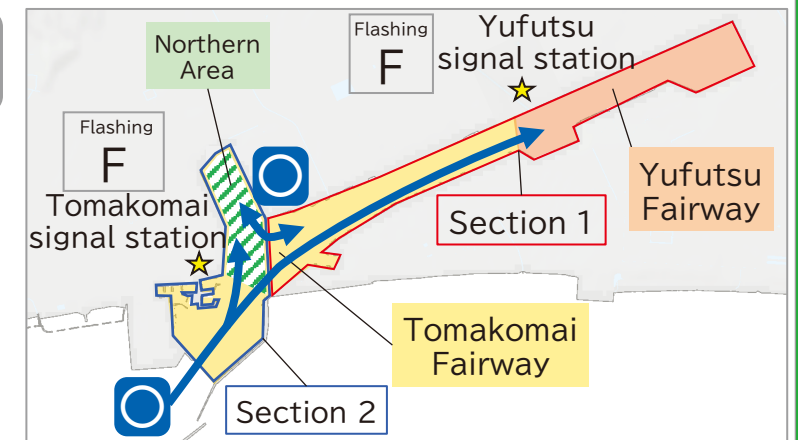 Northern
Area
Flashing
F
Yufutsu
signal station
Flashing
F
Tomakomai
signal station
Yufutsu
Fairway
Section 1
Tomakomai
Fairway
Section 2